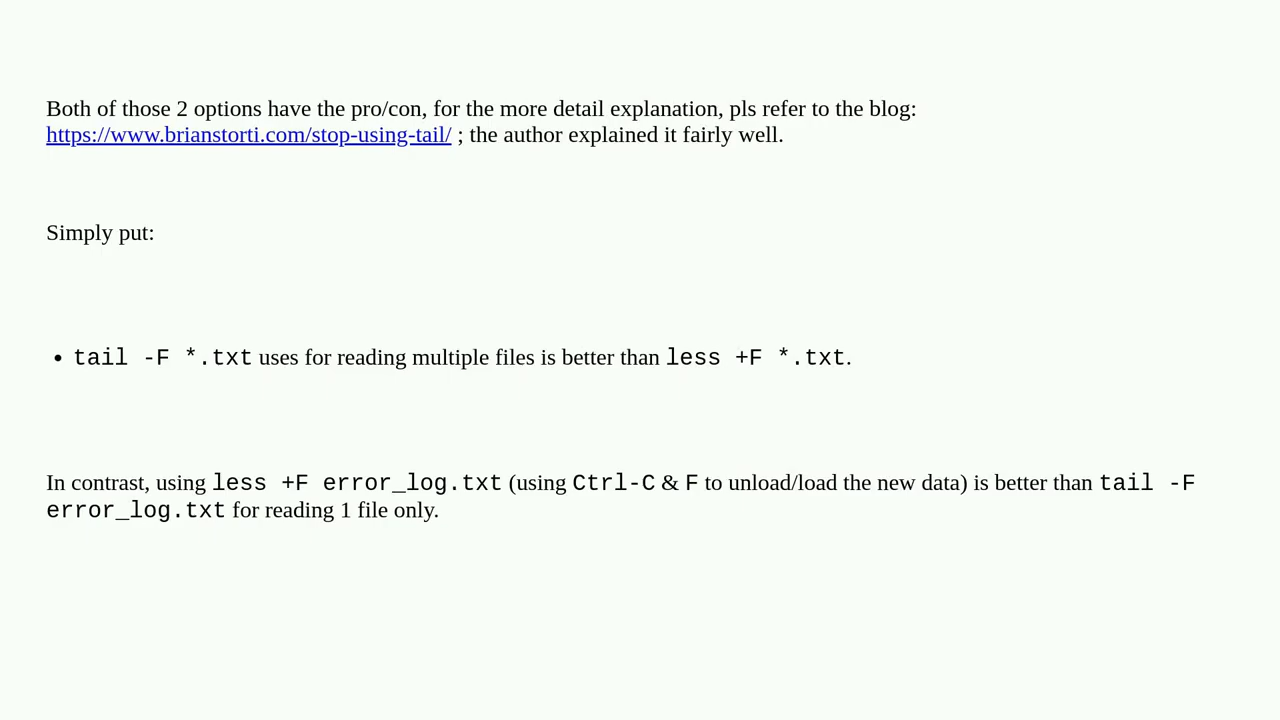 Both of those 2 options have the pro/con, for the more detail explanation, pls refer to the blog:
https://www.brianstorti.com/stop-using-tail/ ; the author explained it fairly well.
Simply put:
• tail -F *.txt uses for reading multiple files is better than less +F *.txt.
In contrast, using less +F error_log.txt (using Ctrl-C & F to unload/load the new data) is better than tail -F
error_log.txt for reading 1 file only.